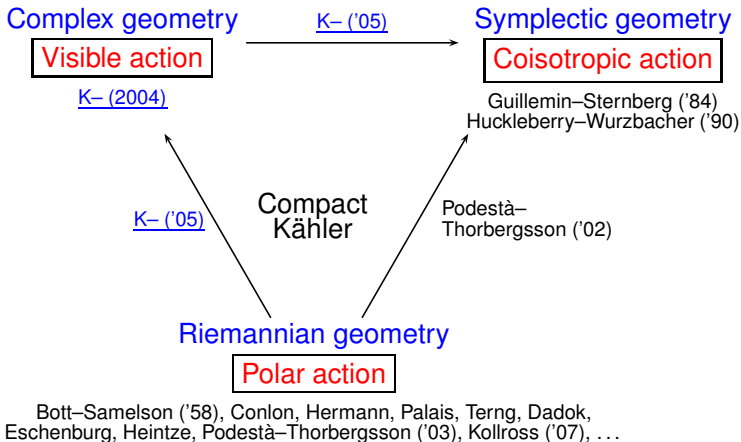 Complex geometry
K– ('05)
Symplectic geometry
Visible action
Coisotropic action
K– (2004)
Guillemin–Sternberg ('84)
Huckleberry–Wurzbacher ('90)
K– ('05)
Compact
Kähler
Podestà–
Thorbergsson ('02)
Riemannian geometry
Polar action
Bott–Samelson ('58), Conlon, Hermann, Palais, Terng, Dadok,
Eschenburg, Heintze, Podestà–Thorbergsson ('03), Kollross ('07), ...